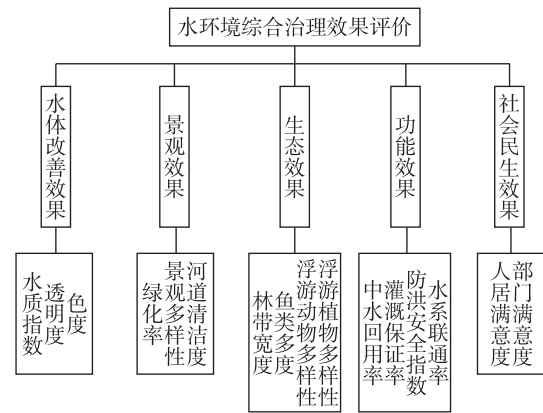 水环境综合治理效果评价
水体改善效果
景观效果
生态效果
功能效果
社会民生效果
水质指数
透明度
色度
绿化率
景观多样性
河道清洁度
林带宽度
鱼类多度
浮游动物多样性
浮游植物多样性
中水回用率
灌溉保证率
防洪安全指数
水系联通率
人居满意度
部门满意度